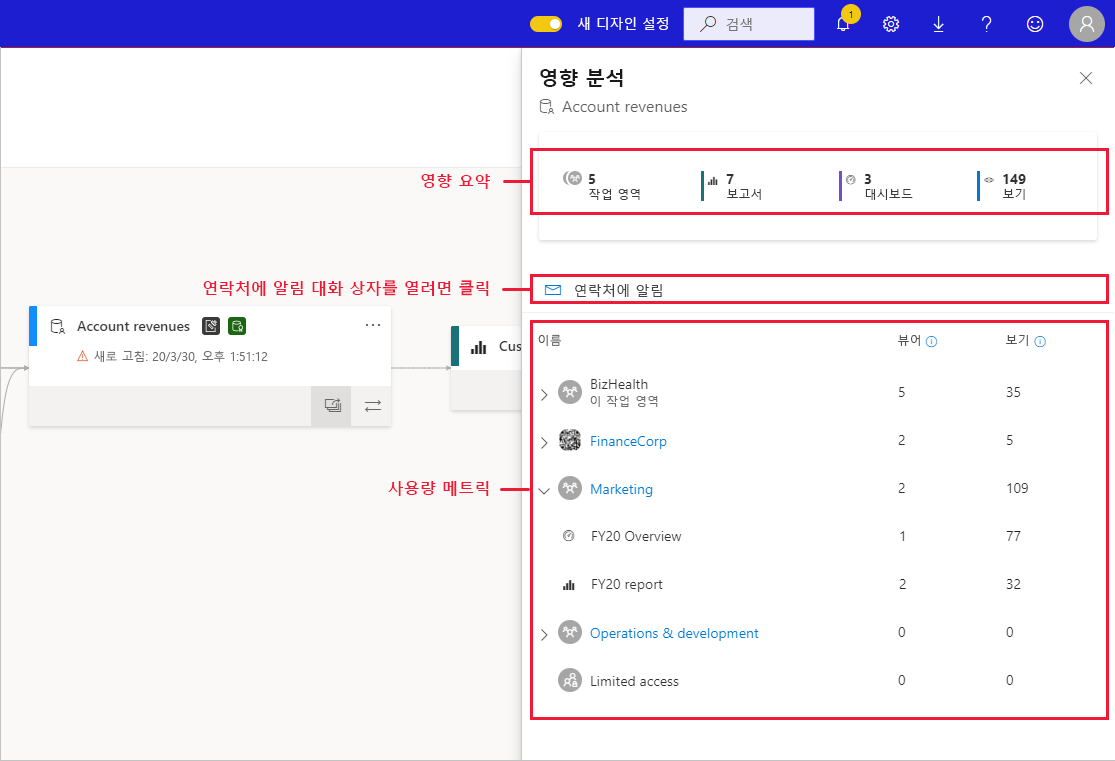 새 디자인 설정
검색
1
영향 분석
Account revenues
영향 요약
5
작업 영역
7
보고서
3
대시보드
149
보기
연락처에 알림 대화 상자를 열려면 클릭
연락처에 알림
Account revenues
새로 고침: 20/3/30, 오후 1:51:12
Cus
사용량 메트릭
이름 뷰어 보기
BizHealth 5 35
이 작업 영역
FinanceCorp 2 5
Marketing 2 109
FY20 Overview 1 77
FY20 report 2 32
Operations & development 0 0
Limited access 0 0